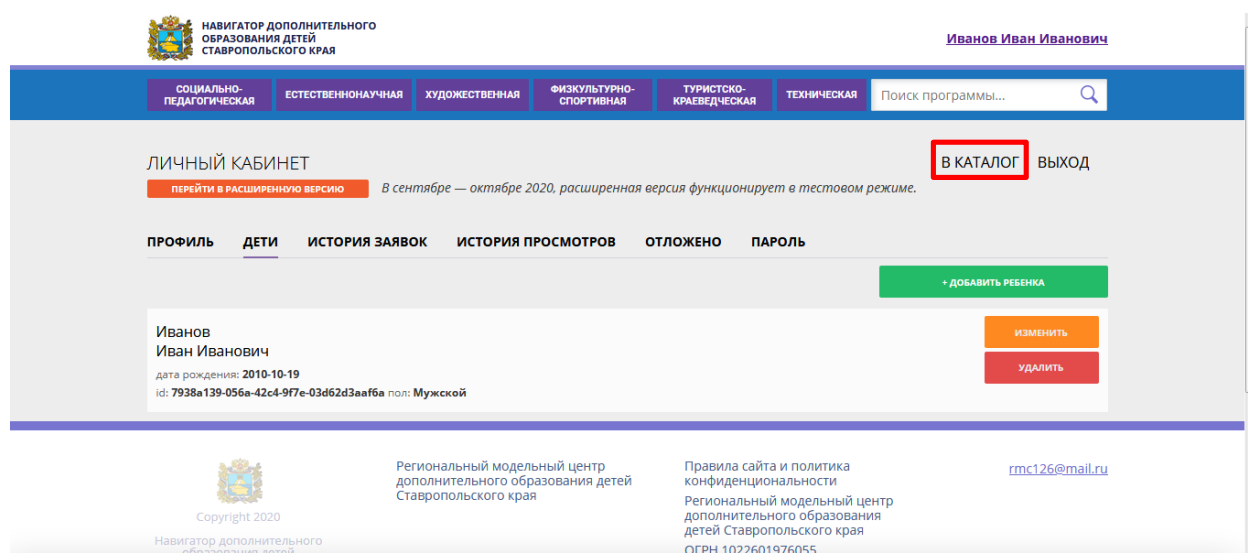 НАВИГАТОР ДОПОЛНИТЕЛЬНОГО
ОБРАЗОВАНИЯ ДЕТЕЙ
СТАВРОПОЛЬСКОГО КРАЯ
Иванов Иван Иванович
СОЦИАЛЬНО-
ПЕДАГОГИЧЕСКАЯ
ЕСТЕСТВЕННОНАУЧНАЯ
ХУДОЖЕСТВЕННАЯ
ФИЗКУЛЬТУРНО-
СПОРТИВНАЯ
ТУРИСТСКО-
КРАЕВЕДЧЕСКАЯ
ТЕХНИЧЕСКАЯ
Поиск программы...
ЛИЧНЫЙ КАБИНЕТ
В КАТАЛОГ ВЫХОД
ПЕРЕЙТИ В РАСШИРЕННУЮ ВЕРСИЮ
В сентябре — октябре 2020, расширенная версия функционирует в тестовом режиме.
ПРОФИЛЬ ДЕТИ ИСТОРИЯ ЗАЯВОК ИСТОРИЯ ПРОСМОТРОВ ОТЛОЖЕНО ПАРОЛЬ
+ ДОБАВИТЬ РЕБЕНКА
Иванов
Иван Иванович
дата рождения: 2010-10-19
id: 7938a139-056a-42c4-9f7e-03d62d3aaf6a пол: Мужской
ИЗМЕНИТЬ
УДАЛИТЬ
Copyright 2020
Навигатор дополнительного
образования детей
Региональный модельный центр
дополнительного образования детей
Ставропольского края
Правила сайта и политика
конфиденциональности
Региональный модельный центр
дополнительного образования
детей Ставропольского края
ОГРН 1022601976055
rmc126@mail.ru